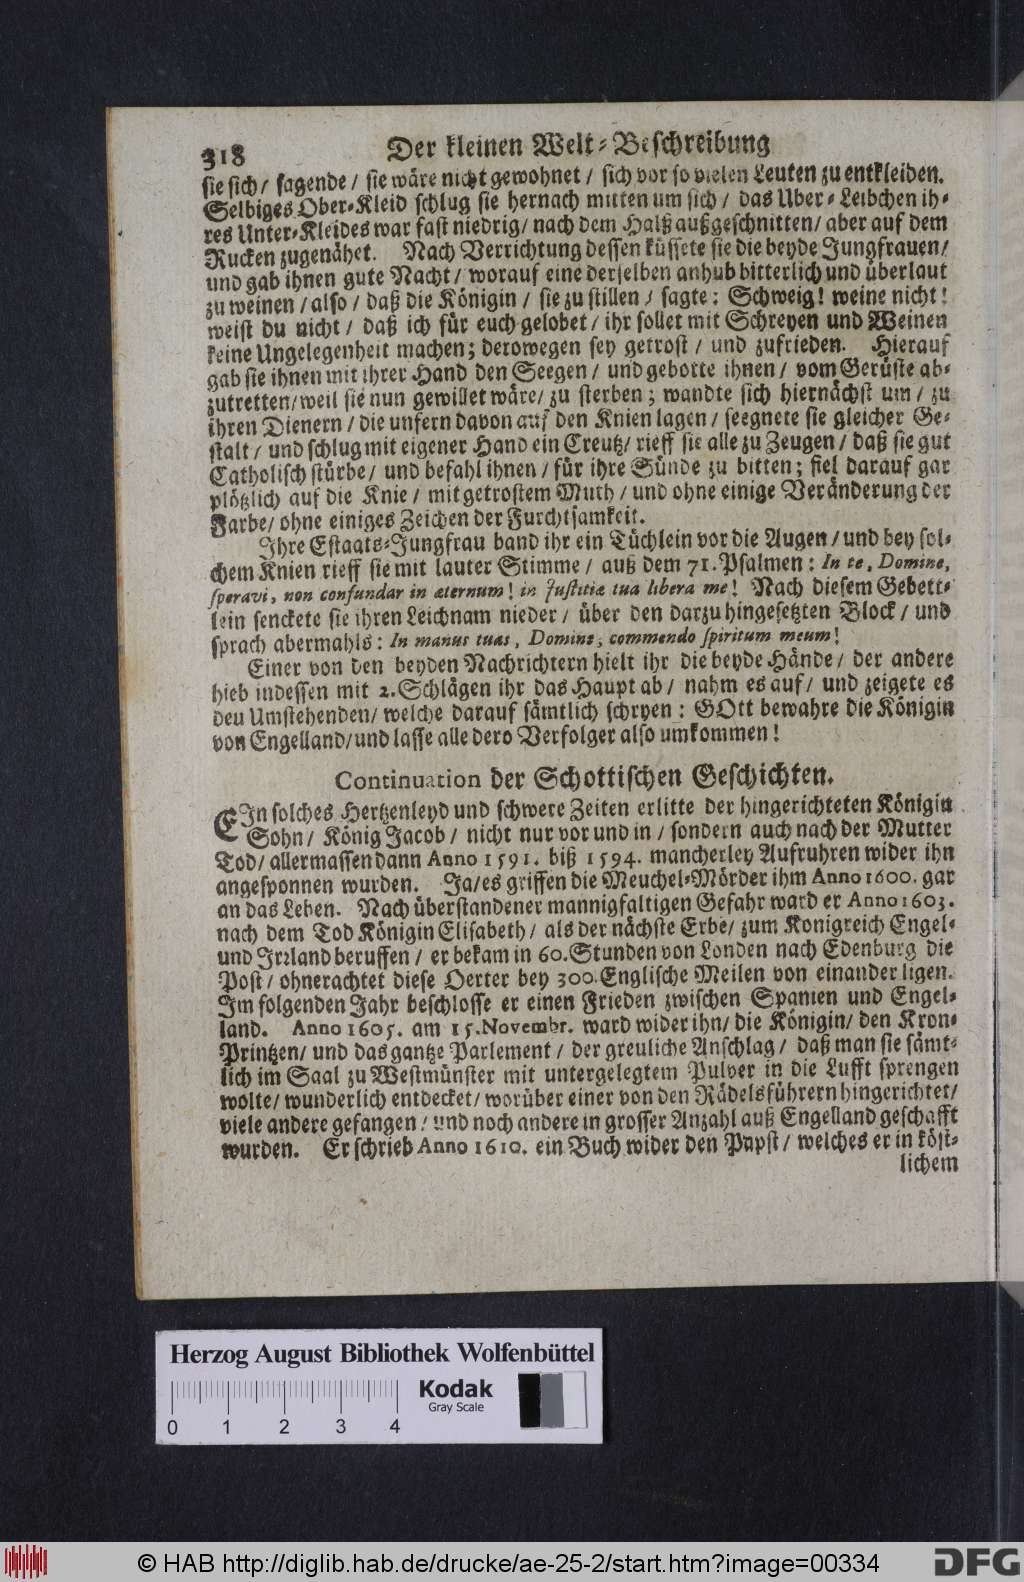 318 Der kleinen Welt-Beschreibung
sie sich/ sagende/ sie wäre nicht gewohnet/ sich vor so vielen Leuten zu entkleiden.
Selbiges Ober-Kleid schlug sie hernach mitten um sich/ das Uber-Leibchen ih-
res Unter-Kleides war fast niedrig/ nach dem Halß außgeschnitten/ aber auf dem
Rucken zugenähet. Nach Verrichtung dessen küssete sie die beyde Jungfrauen/
und gab ihnen gute Nacht/ worauf eine derselben anhub bitterlich und überlaut
zu weinen/ also/ daß die Königin/ sie zu stillen/ sagte: Schweig! weine nicht!
weist du nicht/ daß ich für euch gelobet/ ihr sollet mit Schreyen und Weinen
keine Ungelegenheit machen; derowegen sey getrost/ und zufrieden. Hierauf
gab sie ihnen mit ihrer Hand den Seegen/ und gebotte ihnen/ vom Gerüste ab-
zutretten/ weil sie nun gewillet wäre/ zu sterben; wandte sich hiernächst um/ zu
ihren Dienern/ die unfern davon auf den Knien lagen/ seegnete sie gleicher Ge-
stalt/ und schlug mit eigener Hand ein Creutz/ rieff sie alle zu Zeugen/ daß sie gut
Catholisch stürbe/ und befahl ihnen/ für ihre Sünde zu bitten; fiel darauf gar
plötzlich auf die Knie/ mit getrostem Muth/ und ohne einige Veränderung der
Farbe/ ohne einiges Zeichen der Furchtsamkeit.
Ihre Estaats-Jungfrau band ihr ein Tüchlein vor die Augen/ und bey sol-
chem Knien rieff sie mit lauter Stimme/ auß dem 71. Psalmen: In te, Domine,
speravi, non confundar in æternum! in Justitiæ tua libera me! Nach diesem Gebett-
lein senckete sie ihren Leichnam nieder/ über den darzu hingesetzten Block/ und
sprach abermahls: In manus tuas, Domine, commendo spiritum meum!
Einer von den beyden Nachrichtern hielt ihr die beyde Hände/ der andere
hieb indessen mit 2. Schlägen ihr das Haupt ab/ nahm es auf/ und zeigete es
deu Umstehenden/ welche darauf sämtlich schryen: GOtt bewahre die Königin
von Engelland/ und lasse alle dero Verfolger also umkommen!
Continuation der Schottischen Geschichten.
EIn solches Hertzenleyd und schwere Zeiten erlitte der hingerichteten Königin
Sohn/ König Jacob/ nicht nur vor und in/ sondern auch nach der Mutter
Tod/ allermassen dann Anno 1591. biß 1594. mancherley Aufruhren wider ihn
angesponnen wurden. Ja/ es griffen die Meuchel-Mörder ihm Anno 1600. gar
an das Leben. Nach überstandener mannigfaltigen Gefahr ward er Anno 1603.
nach dem Tod Königin Elisabeth/ als der nächste Erbe/ zum Konigreich Engel-
und Irrland beruffen/ er bekam in 60. Stunden von Londen nach Edenburg die
Post/ ohnerachtet diese Oerter bey 300. Englische Meilen von einander ligen.
Im folgenden Jahr beschlosse er einen Frieden zwischen Spanien und Engel-
land. Anno 1605. am 15. Novembr. ward wider ihn/ die Königin/ den Kron-
Printzen/ und das gantze Parlement/ der greuliche Anschlag/ daß man sie sämt-
lich im Saal zu Westmünster mit untergelegtem Pulver in die Lufft sprengen
wolte/ wunderlich entdecket/ worüber einer von den Rädelsführern hingerichtet/
viele andere gefangen/ und noch andere in grosser Anzahl auß Engelland geschafft
wurden. Er schrieb Anno 1610. ein Buch wider den Papst/ welches er in köst-
lichem
Herzog August Bibliothek Wolfenbüttel
Kodak
Gray Scale
0 1 2 3 4
© HAB http://diglib.hab.de/drucke/ae-25-2/start.htm?image=00334
DFG